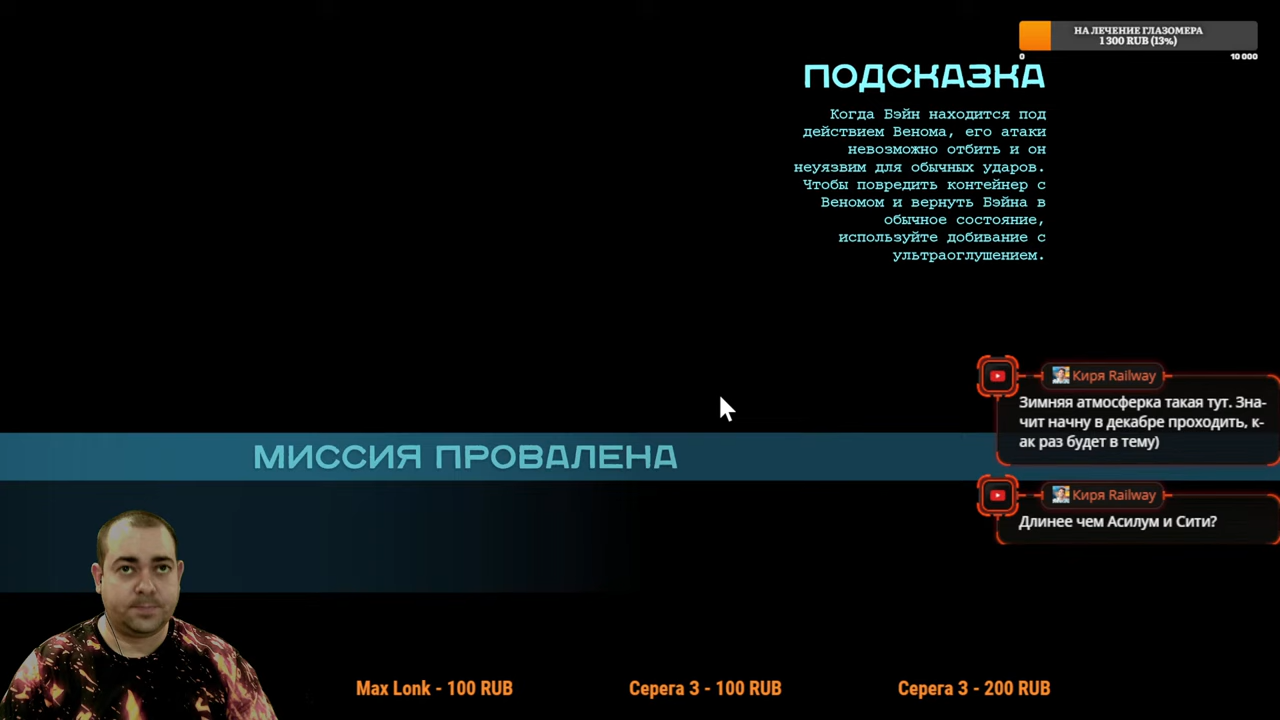 НА ЛЕЧЕНИЕ ГЛАЗОМЕРА
1 300 RUB (13%)
0
10 000
ПОДСКАЗКА
Когда Бэйн находится под
действием Венома, его атаки
невозможно отбить и он
неуязвим для обычных ударов.
Чтобы повредить контейнер с
Веномом и вернуть Бэйна в
обычное состояние,
используйте добивание с
ультраоглушением.
Киря Railway
Зимняя атмосферка такая тут. Зна-
чит начну в декабре проходить, к-
ак раз будет в тему)
МИССИЯ ПРОВАЛЕНА
Киря Railway
Длинее чем Асилум и Сити?
Max Lonk - 100 RUB
Серега 3 - 100 RUB
Серега 3 - 200 RUB